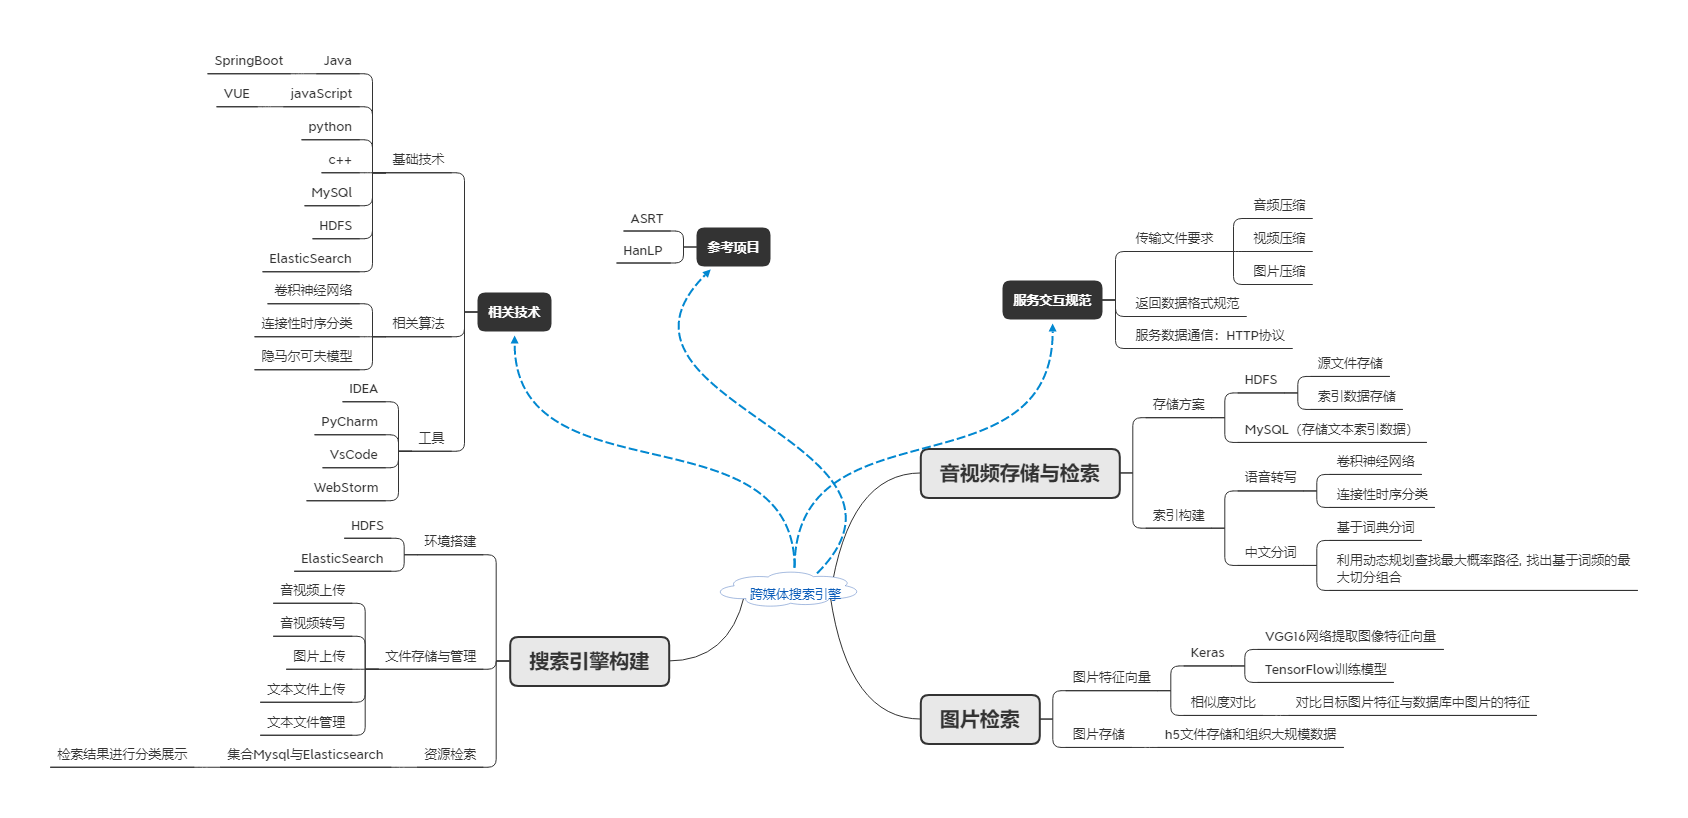 SpringBoot
Java
VUE
javaScript
python
c++
MySQl
HDFS
ElasticSearch
基础技术
卷积神经网络
连接性时序分类
隐马尔可夫模型
相关算法
IDEA
PyCharm
VsCode
WebStorm
工具
相关技术
ASRT
HanLP
参考项目
服务交互规范
传输文件要求
音频压缩
视频压缩
图片压缩
返回数据格式规范
服务数据通信：HTTP协议
音视频存储与检索
存储方案
HDFS
源文件存储
索引数据存储
MySQL（存储文本索引数据）
索引构建
语音转写
卷积神经网络
连接性时序分类
中文分词
基于词典分词
利用动态规划查找最大概率路径, 找出基于词频的最
大切分组合
跨媒体搜索引擎
搜索引擎构建
HDFS
ElasticSearch
环境搭建
音视频上传
音视频转写
图片上传
文本文件上传
文本文件管理
文件存储与管理
检索结果进行分类展示
集合Mysql与Elasticsearch
资源检索
图片检索
图片特征向量
Keras
VGG16网络提取图像特征向量
TensorFlow训练模型
相似度对比
对比目标图片特征与数据库中图片的特征
图片存储
h5文件存储和组织大规模数据